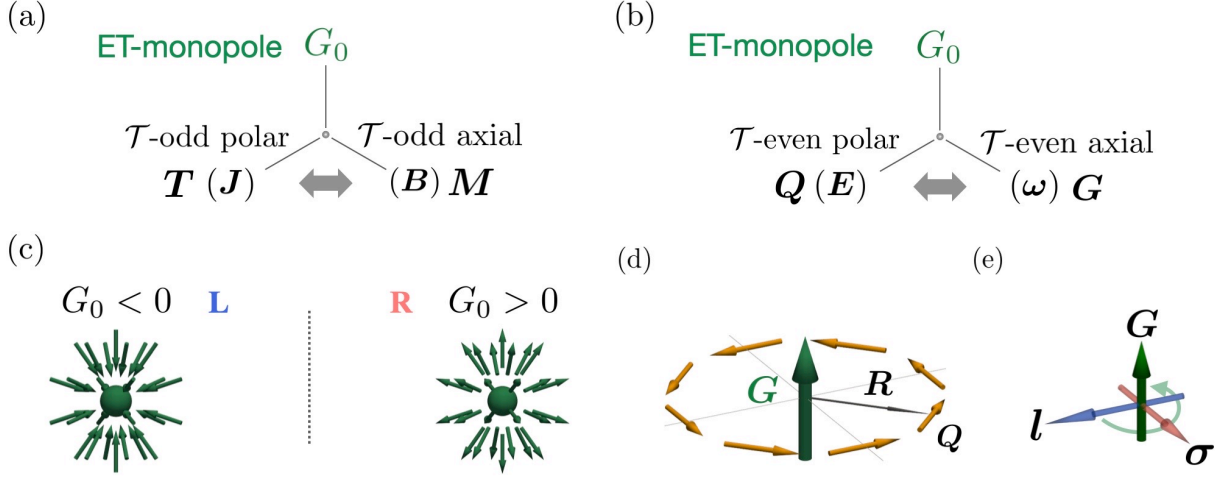 (a)
ET-monopole G₀
𝒯-odd polar
𝒯-odd axial
T (J)
(B) M
(b)
ET-monopole G₀
𝒯-even polar
𝒯-even axial
Q (E)
(ω) G
(c)
G₀ < 0 L
R G₀ > 0
(d)
G
R
Q
(e)
G
l
σ